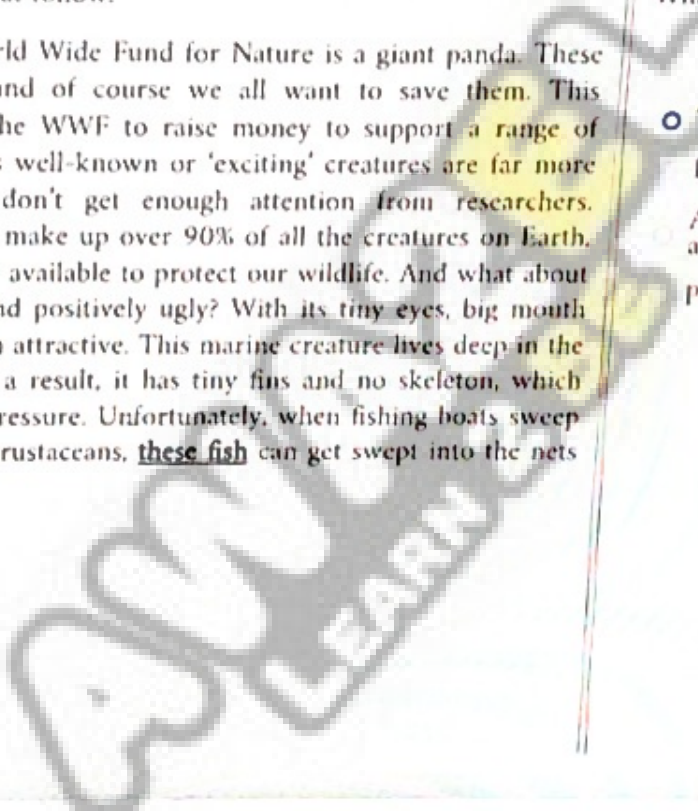 rld Wide Fund for Nature is a giant panda. These
nd of course we all want to save them. This
he WWF to raise money to support a range of
s well-known or 'exciting' creatures are far more
don't get enough attention from researchers.
make up over 90% of all the creatures on Earth,
available to protect our wildlife. And what about
nd positively ugly? With its tiny eyes, big mouth
n attractive. This marine creature lives deep in the
a result, it has tiny fins and no skeleton, which
ressure. Unfortunately, when fishing boats sweep
rustaceans, these fish can get swept into the nets
LEARN